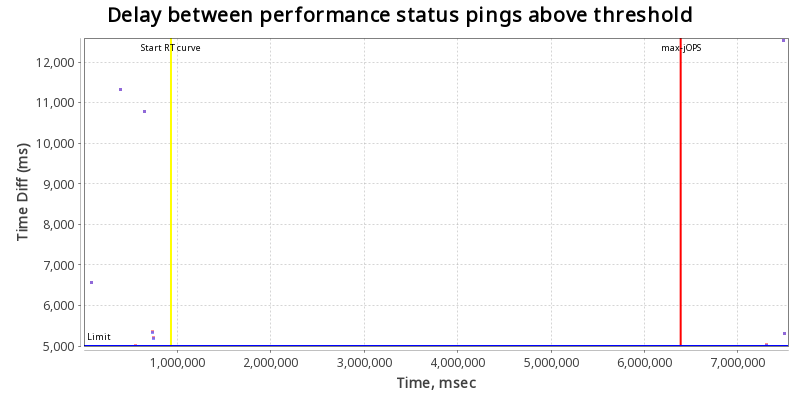 Delay between performance status pings above threshold
Start RT curve
max-jOPS
12,000
11,000
10,000
9,000
8,000
7,000
6,000
5,000
Time Diff (ms)
Limit
1,000,000
2,000,000
3,000,000
4,000,000
5,000,000
6,000,000
7,000,000
Time, msec